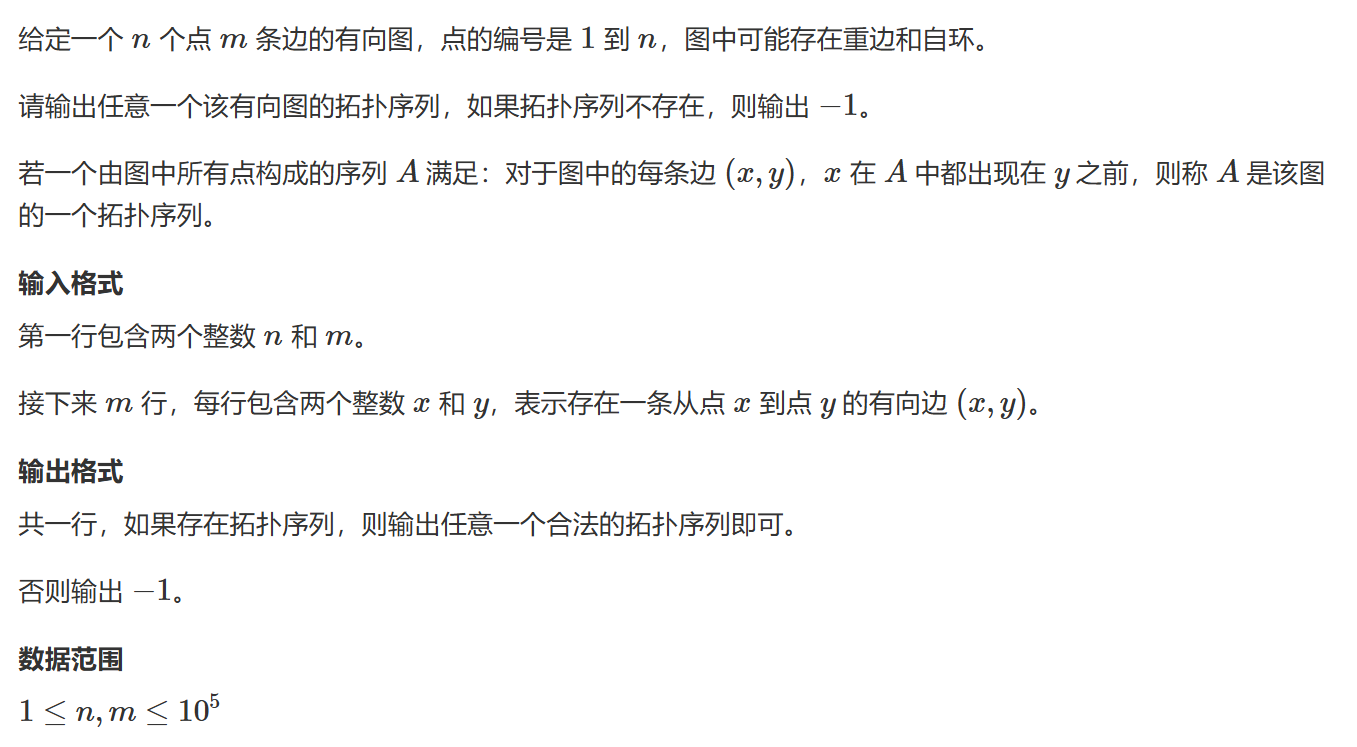 给定一个 n 个点 m 条边的有向图，点的编号是 1 到 n，图中可能存在重边和自环。
请输出任意一个该有向图的拓扑序列，如果拓扑序列不存在，则输出 −1。
若一个由图中所有点构成的序列 A 满足：对于图中的每条边 (x, y)，x 在 A 中都出现在 y 之前，则称 A 是该图
的一个拓扑序列。
输入格式
第一行包含两个整数 n 和 m。
接下来 m 行，每行包含两个整数 x 和 y，表示存在一条从点 x 到点 y 的有向边 (x, y)。
输出格式
共一行，如果存在拓扑序列，则输出任意一个合法的拓扑序列即可。
否则输出 −1。
数据范围
1 ≤ n, m ≤ 10⁵